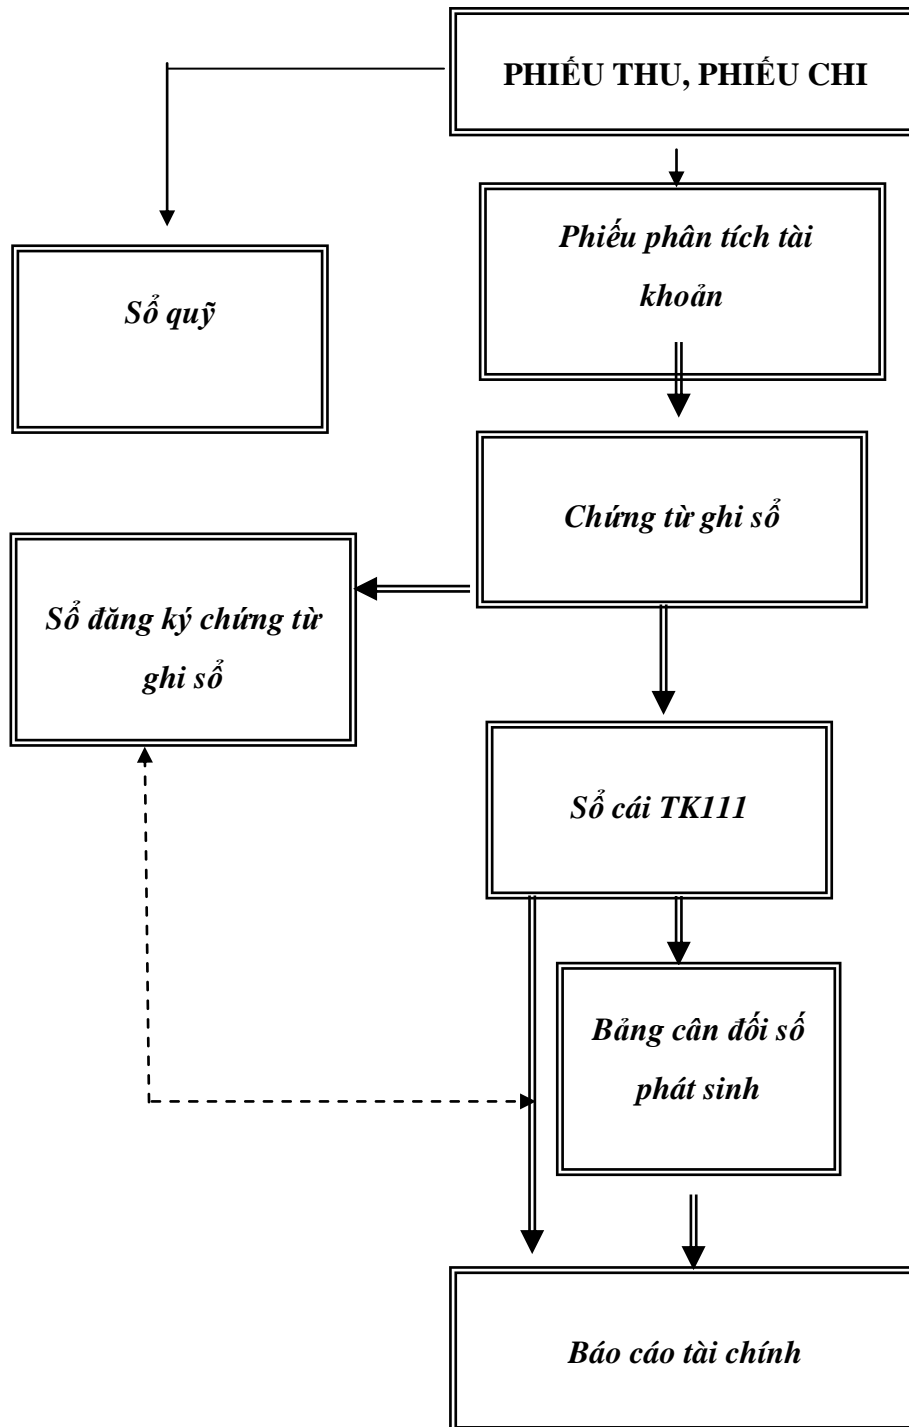 PHIẾU THU, PHIẾU CHI
Phiếu phân tích tài
khoản
Sổ quỹ
Chứng từ ghi sổ
Sổ đăng ký chứng từ
ghi sổ
Sổ cái TK111
Bảng cân đối số
phát sinh
Báo cáo tài chính